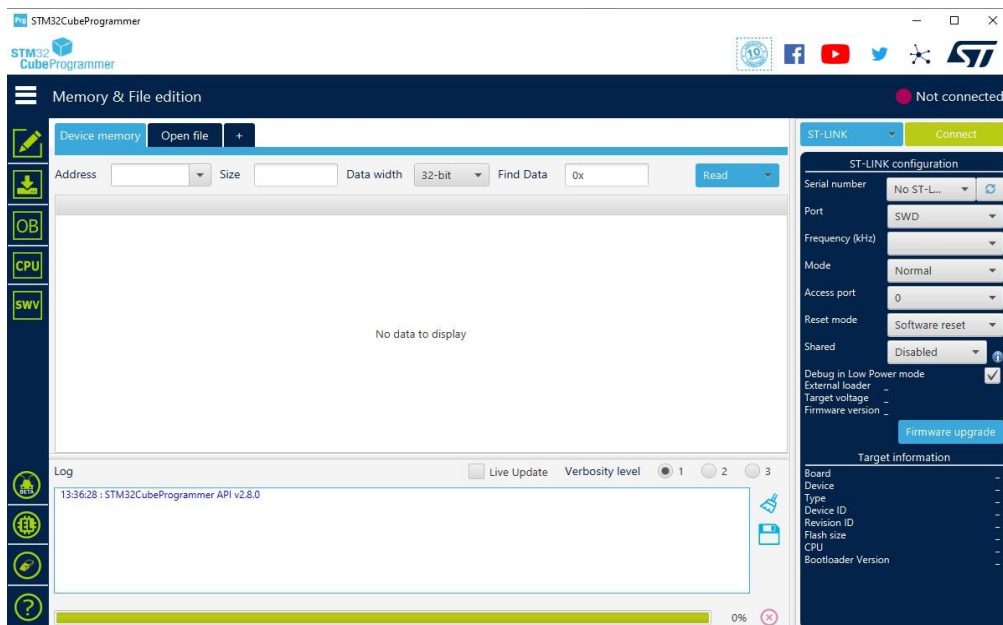 Prg STM32CubeProgrammer
STM32
CubeProgrammer
10
Memory & File edition
Not connected
Device memory Open file +
Address Size Data width 32-bit Find Data 0x Read
No data to display
OB
CPU
SWV
ST-LINK Connect
ST-LINK configuration
Serial number No ST-L...
Port SWD
Frequency (kHz)
Mode Normal
Access port 0
Reset mode Software reset
Shared Disabled
Debug in Low Power mode
External loader _
Target voltage _
Firmware version _
Firmware upgrade
Target information
Board _
Device _
Type _
Device ID _
Revision ID _
Flash size _
CPU _
Bootloader Version _
Log Live Update Verbosity level 1 2 3
13:36:28 : STM32CubeProgrammer API v2.8.0
BETA
EL
?
0%